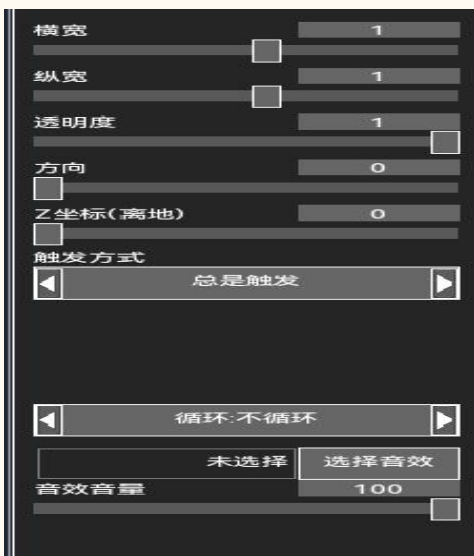 横宽 1
纵宽 1
透明度 1
方向 0
Z坐标(离地) 0
触发方式
总是触发
循环:不循环
未选择 选择音效
音效音量 100